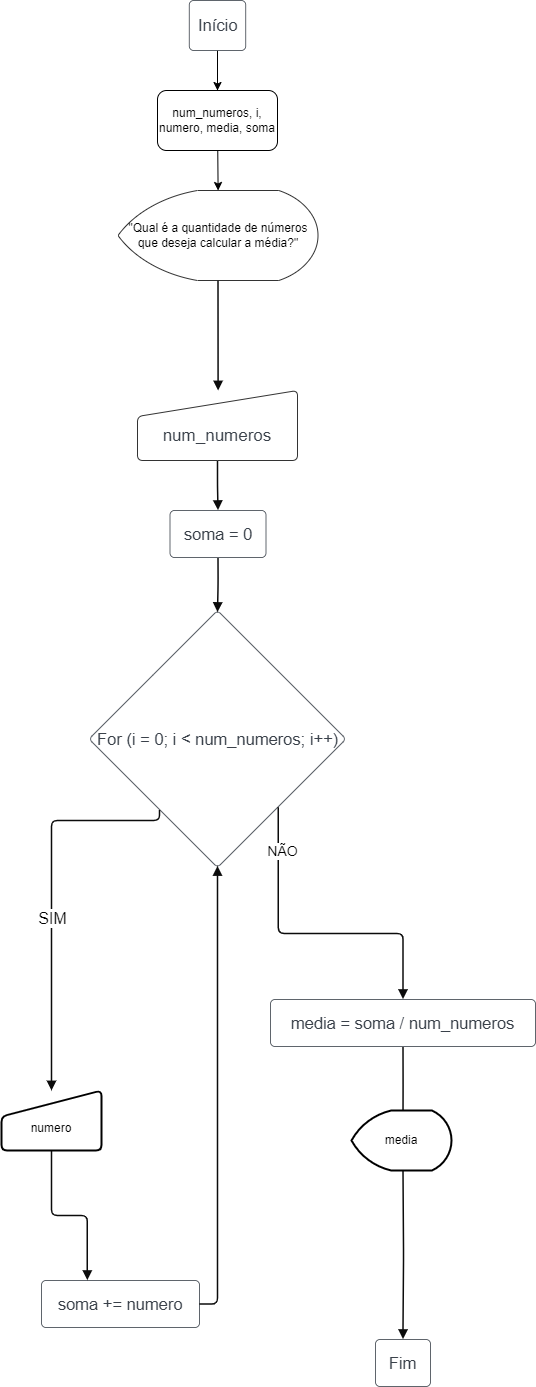 Início
num_numeros, i,
numero, media, soma
"Qual é a quantidade de números
que deseja calcular a média?"
num_numeros
soma = 0
For (i = 0; i < num_numeros; i++)
NÃO
SIM
media = soma / num_numeros
numero
media
soma += numero
Fim